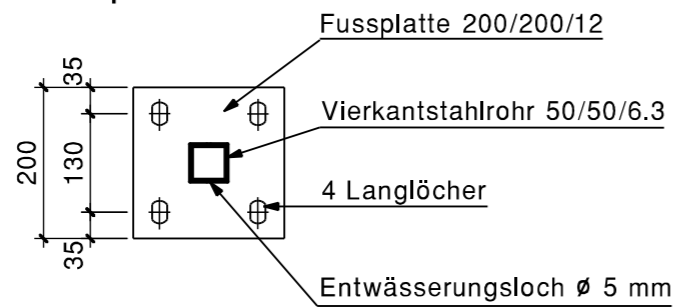 Fussplatte 200/200/12
35
Vierkantstahlrohr 50/50/6.3
200
130
4 Langlöcher
35
Entwässerungsloch ø 5 mm